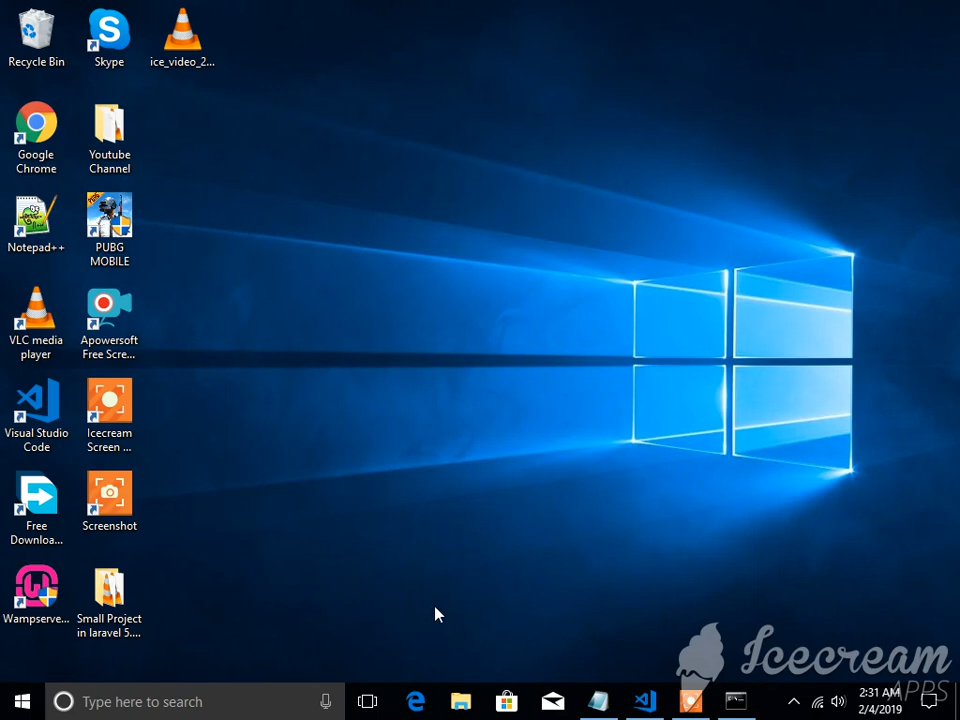 Recycle Bin
Skype
ice_video_2...
Google
Chrome
Youtube
Channel
Notepad++
PUBG
MOBILE
VLC media
player
Apowersoft
Free Scre...
Visual Studio
Code
Icecream
Screen ...
Free
Downloa...
Screenshot
Wampserve...
Small Project
in laravel 5....
Icecream
APPS
Type here to search
2:31 AM
2/4/2019